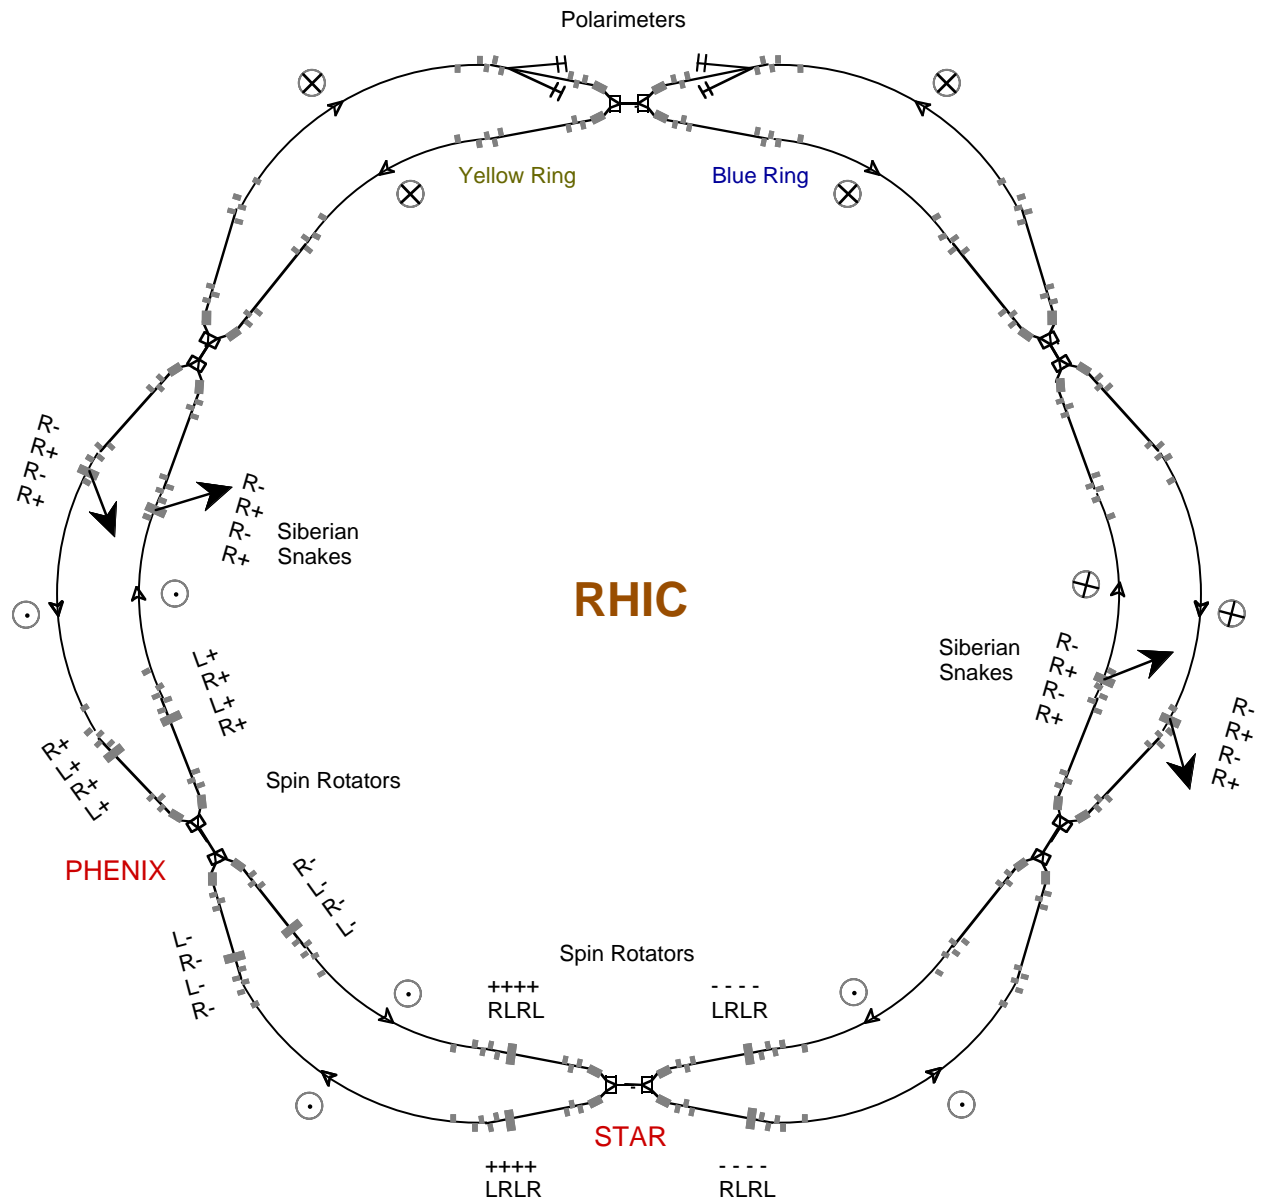 Polarimeters
Yellow Ring
Blue Ring
R-
R+
R-
R+
R-
R+
R-
R+
Siberian
Snakes
RHIC
L+
R+
L+
R+
Siberian
Snakes
R-
R+
R-
R+
R-
R+
R-
R+
R+
L+
R+
L+
Spin Rotators
PHENIX
R-
L-
R-
L-
L-
R-
L-
R-
Spin Rotators
++++
RLRL
- - - -
LRLR
STAR
++++
LRLR
- - - -
RLRL